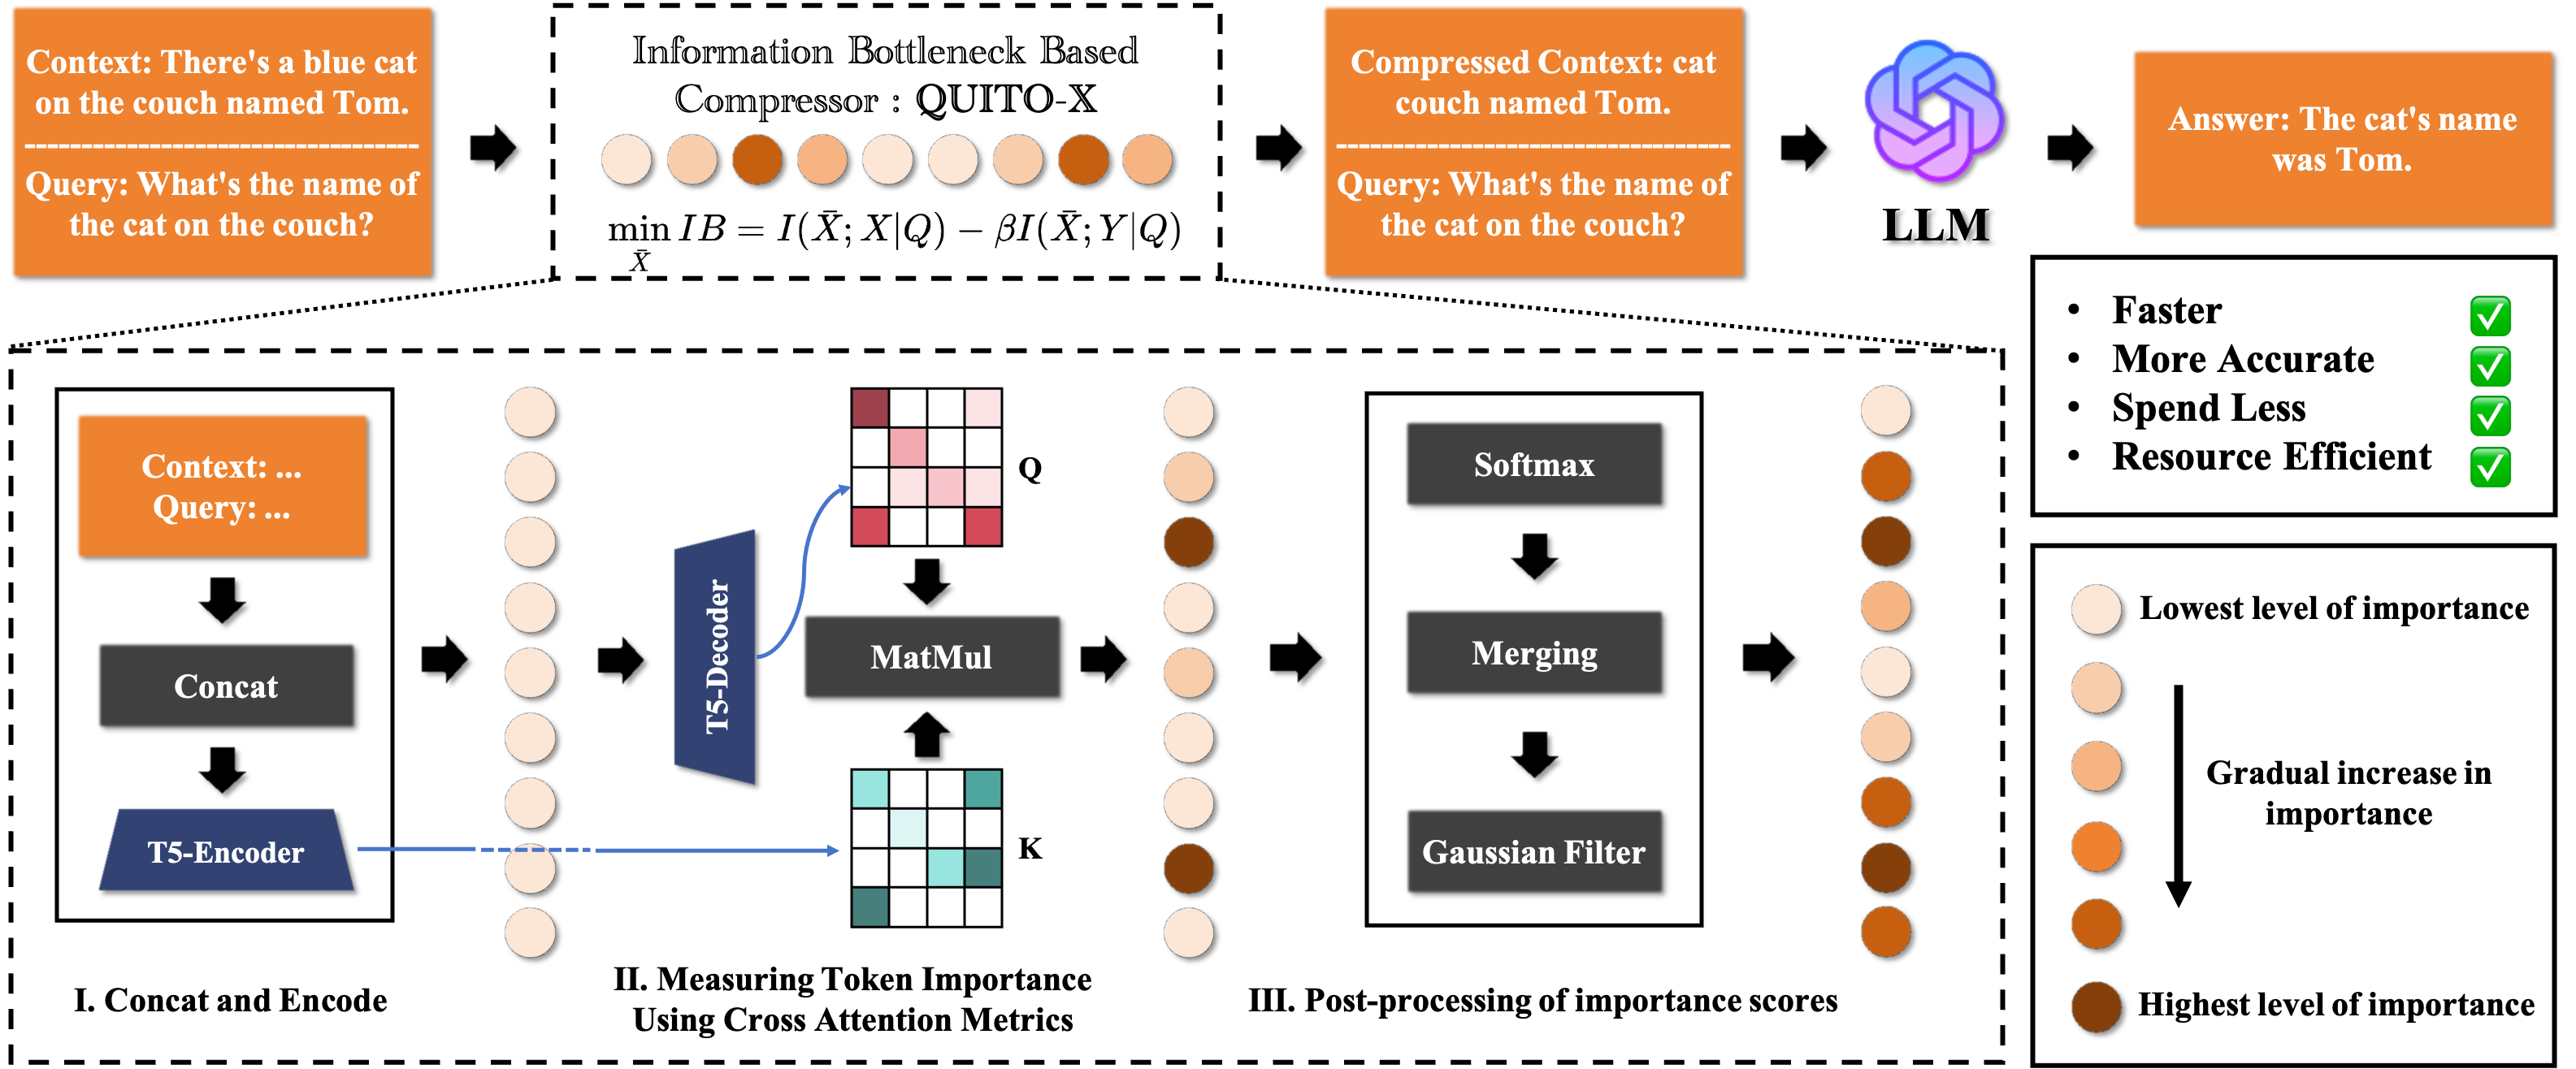 Context: There's a blue cat
on the couch named Tom.
Query: What's the name of
the cat on the couch?
Information Bottleneck Based
Compressor : QUITO-X
min IB = I(X̄; X|Q) − βI(X̄; Y|Q)
X̄
Compressed Context: cat
couch named Tom.
Query: What's the name of
the cat on the couch?
LLM
Answer: The cat's name
was Tom.
• Faster ✅
• More Accurate ✅
• Spend Less ✅
• Resource Efficient ✅
Context: ...
Query: ...
Concat
T5-Encoder
I. Concat and Encode
T5-Decoder
Q
MatMul
K
II. Measuring Token Importance
Using Cross Attention Metrics
Softmax
Merging
Gaussian Filter
III. Post-processing of importance scores
Lowest level of importance
Gradual increase in
importance
Highest level of importance